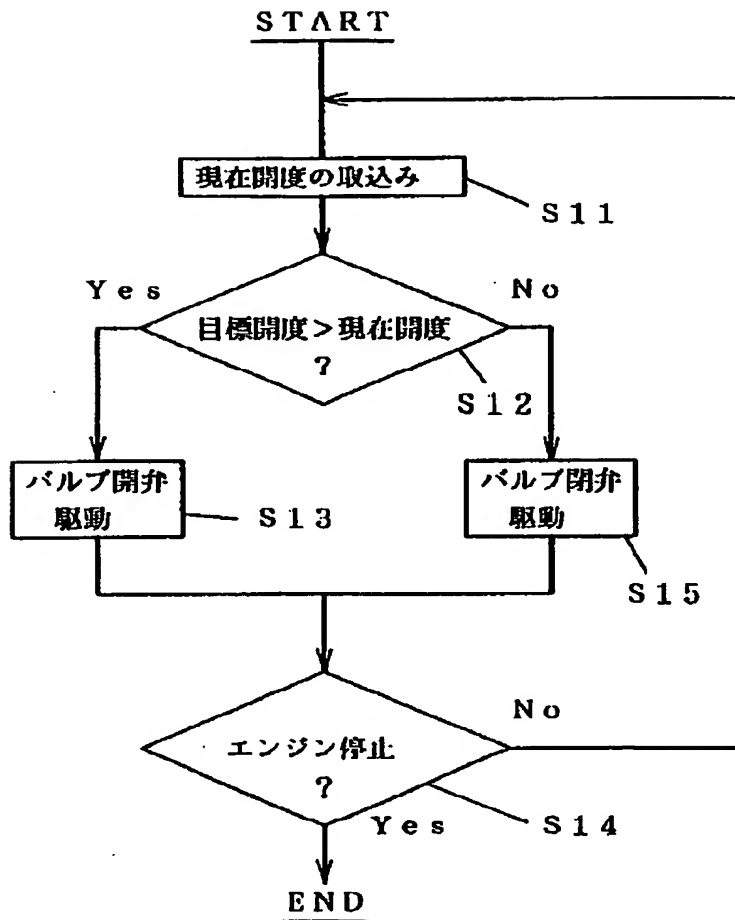 START
現在開度の取込み
S11
Yes
No
目標開度>現在開度
?
S12
バルブ開弁
駆動
S13
バルブ閉弁
駆動
S15
No
エンジン停止
?
Yes
S14
END